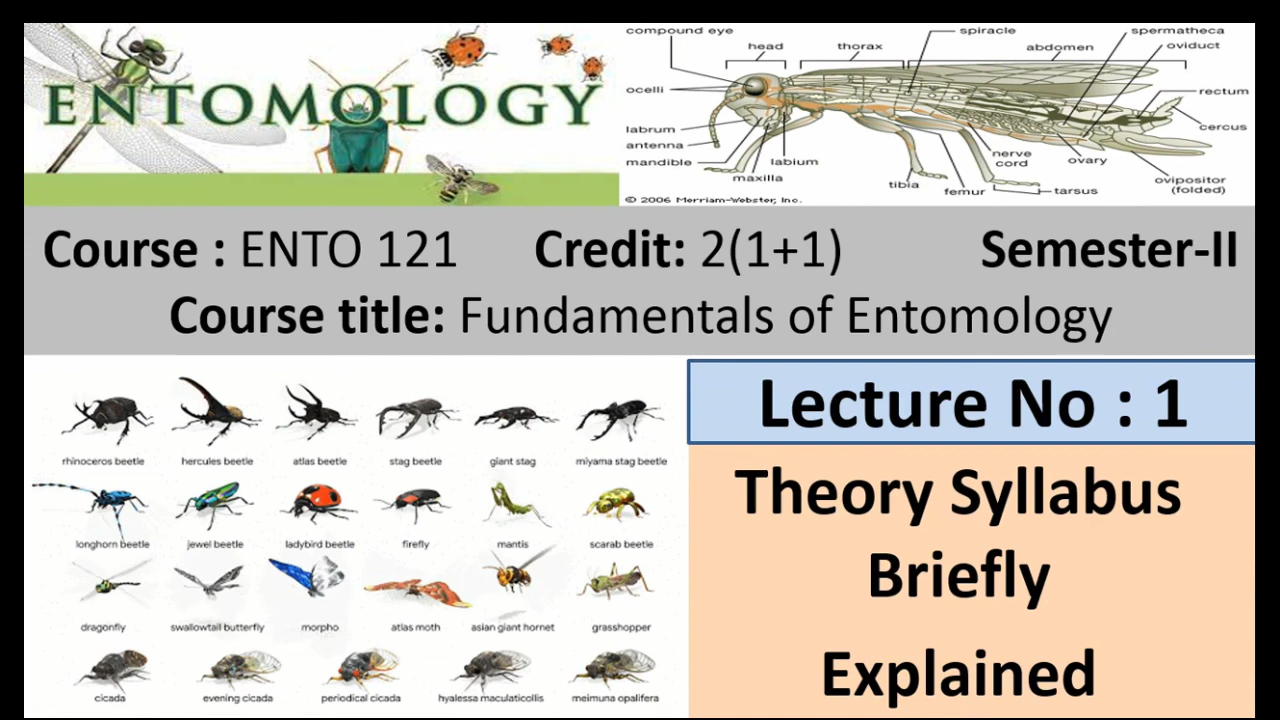 ENTOMOLOGY
compound eye
head
thorax
spiracle
abdomen
spermatheca
oviduct
ocelli
rectum
labrum
antenna
mandible
maxilla
labium
tibia
femur
nerve
cord
tarsus
ovary
cercus
ovipositor
(folded)
© 2006 Merriam-Webster, Inc.
Course : ENTO 121 Credit: 2(1+1) Semester-II
Course title: Fundamentals of Entomology
rhinoceros beetle hercules beetle atlas beetle stag beetle giant stag miyama stag beetle
longhorn beetle jewel beetle ladybird beetle firefly mantis scarab beetle
dragonfly swallowtail butterfly morpho atlas moth asian giant hornet grasshopper
cicada evening cicada periodical cicada hyalessa maculaticollis meimuna opalifera
Lecture No : 1
Theory Syllabus
Briefly
Explained